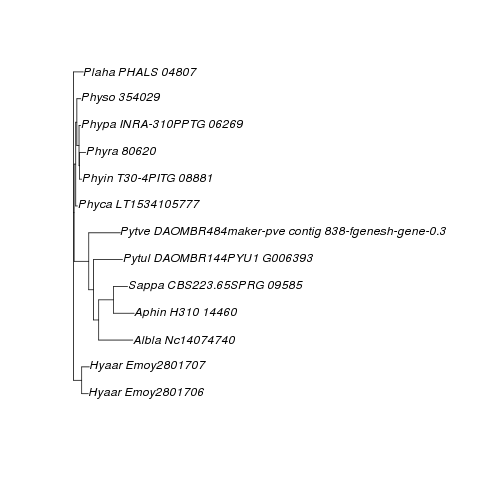 Plaha PHALS 04807
Physo 354029
Phypa INRA-310PPTG 06269
Phyra 80620
Phyin T30-4PITG 08881
Phyca LT1534105777
Pytve DAOMBR484maker-pve contig 838-fgenesh-gene-0.3
Pytul DAOMBR144PYU1 G006393
Sappa CBS223.65SPRG 09585
Aphin H310 14460
Albla Nc14074740
Hyaar Emoy2801707
Hyaar Emoy2801706